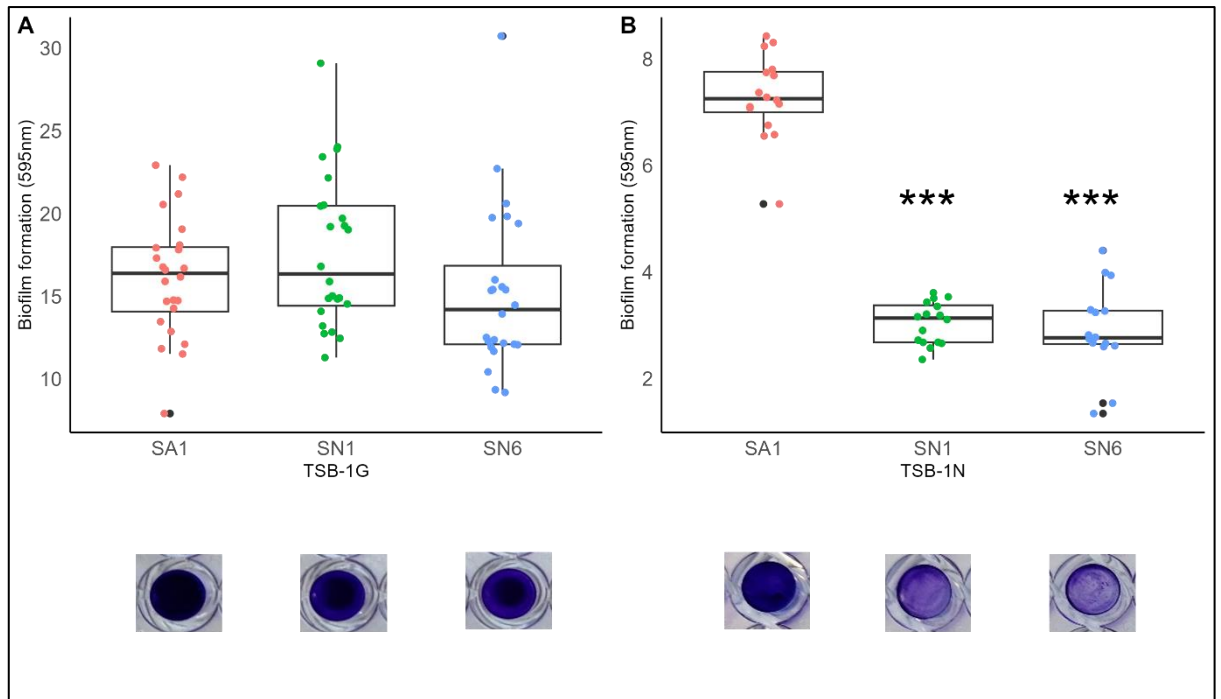 A
Biofilm formation (595nm)
30
25
20
15
10
SA1 SN1 SN6
TSB-1G
B
Biofilm formation (595nm)
8
6
4
2
*** ***
SA1 SN1 SN6
TSB-1N